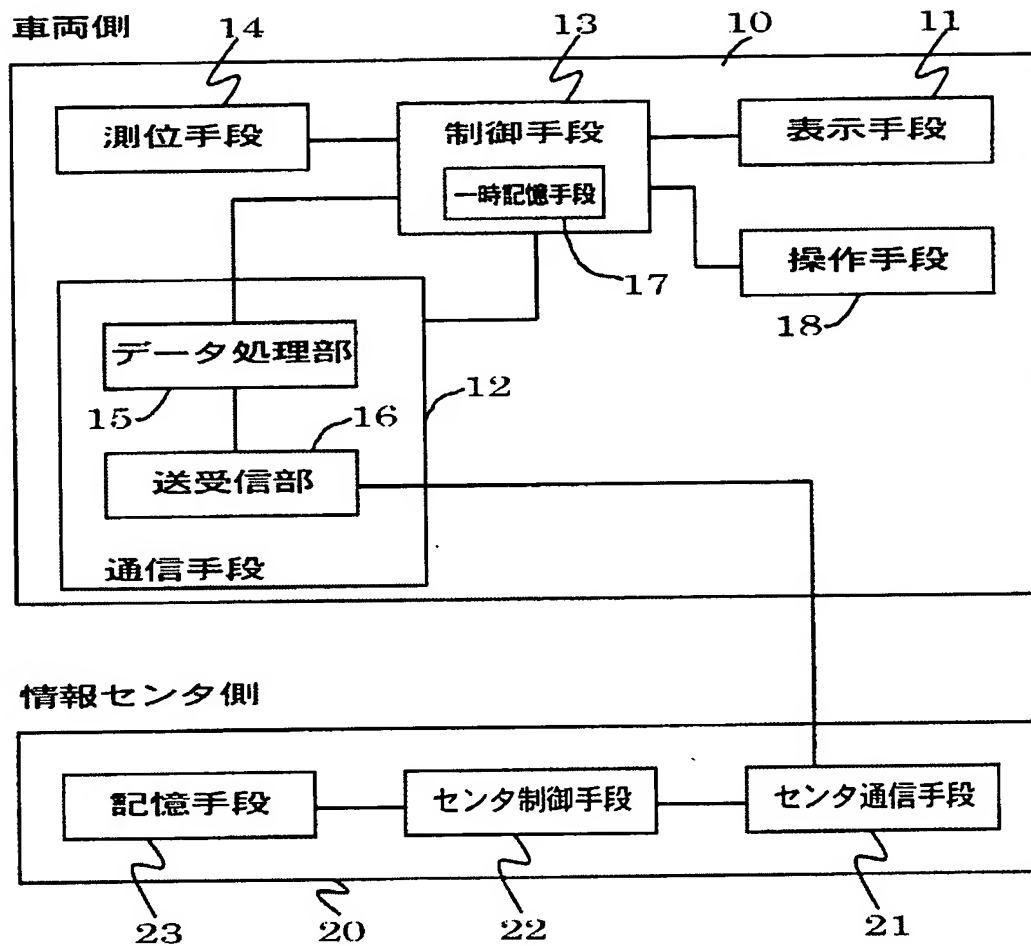 車両側
14
13
10
11
測位手段
制御手段
表示手段
一時記憶手段
17
操作手段
18
データ処理部
15
12
16
送受信部
通信手段
情報センタ側
記憶手段
センタ制御手段
センタ通信手段
23
20
22
21